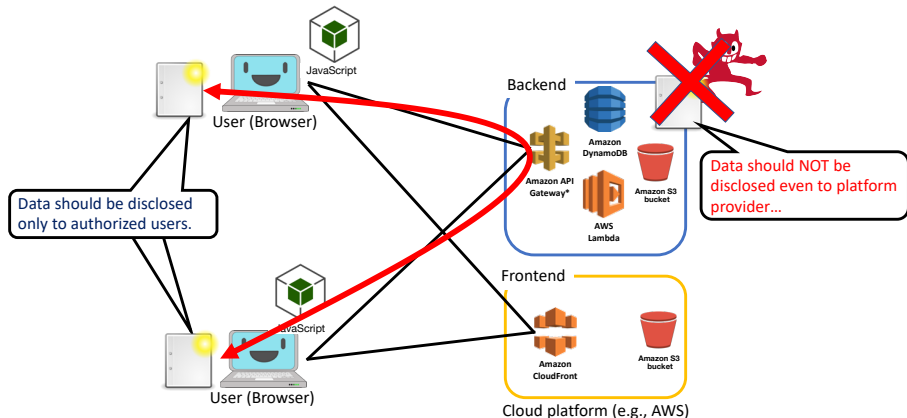 JavaScript
User (Browser)
Backend
Amazon
DynamoDB
Amazon API
Gateway*
Amazon S3
bucket
AWS
Lambda
Data should NOT be
disclosed even to platform
provider…
Data should be disclosed
only to authorized users.
Frontend
JavaScript
User (Browser)
Amazon
CloudFront
Amazon S3
bucket
Cloud platform (e.g., AWS)